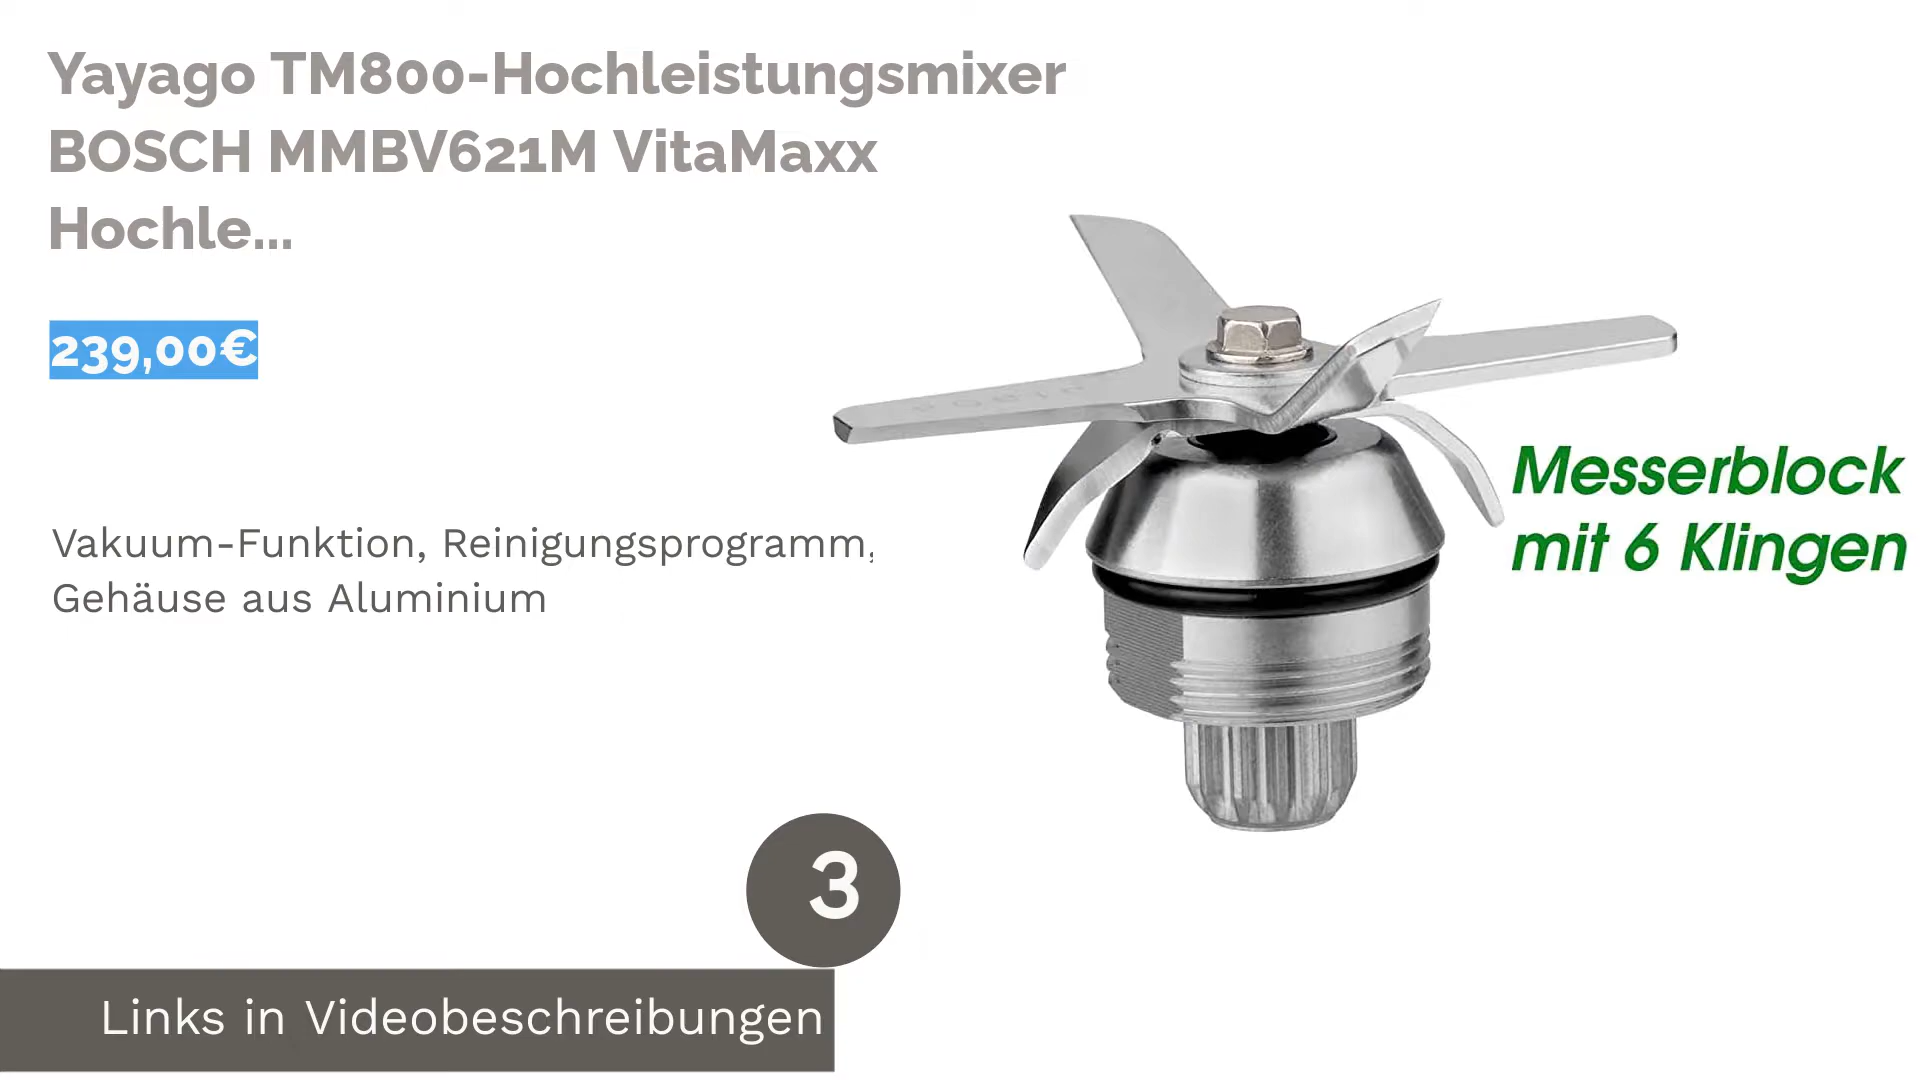 Yayago TM800-Hochleistungsmixer
BOSCH MMBV621M VitaMaxx
Hochle...
239,00€
Vakuum-Funktion, Reinigungsprogramm,
Gehäuse aus Aluminium
Messerblock
mit 6 Klingen
3
Links in Videobeschreibungen